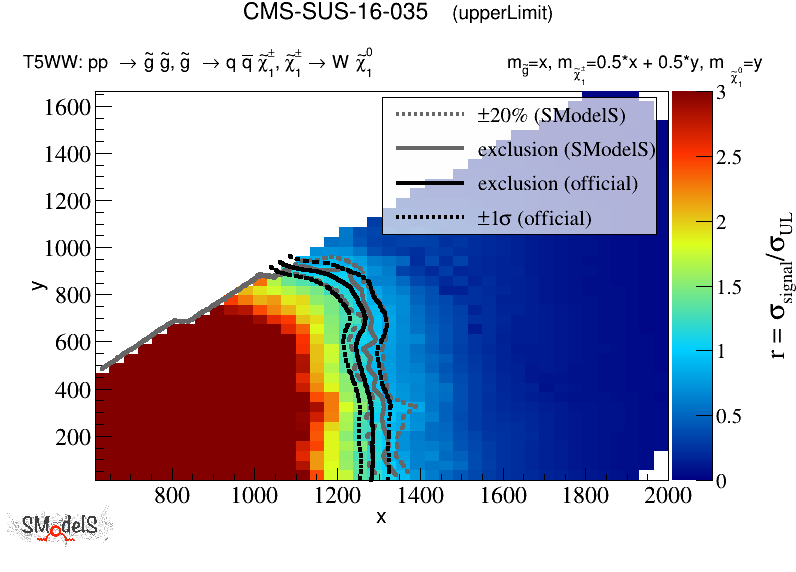 CMS-SUS-16-035 (upperLimit)
T5WW: pp → g̃ g̃, g̃ → q q̅ χ̃₁^±, χ̃₁^± → W χ̃₁⁰
m_g̃=x, m_χ̃₁^±=0.5*x + 0.5*y, m_χ̃₁⁰=y
±20% (SModelS)
exclusion (SModelS)
exclusion (official)
±1σ (official)
1600
1400
1200
1000
800
600
400
200
y
800 1000 1200 1400 1600 1800 2000
x
3
2.5
2
1.5
1
0.5
0
r = σ_signal/σ_UL
SModelS